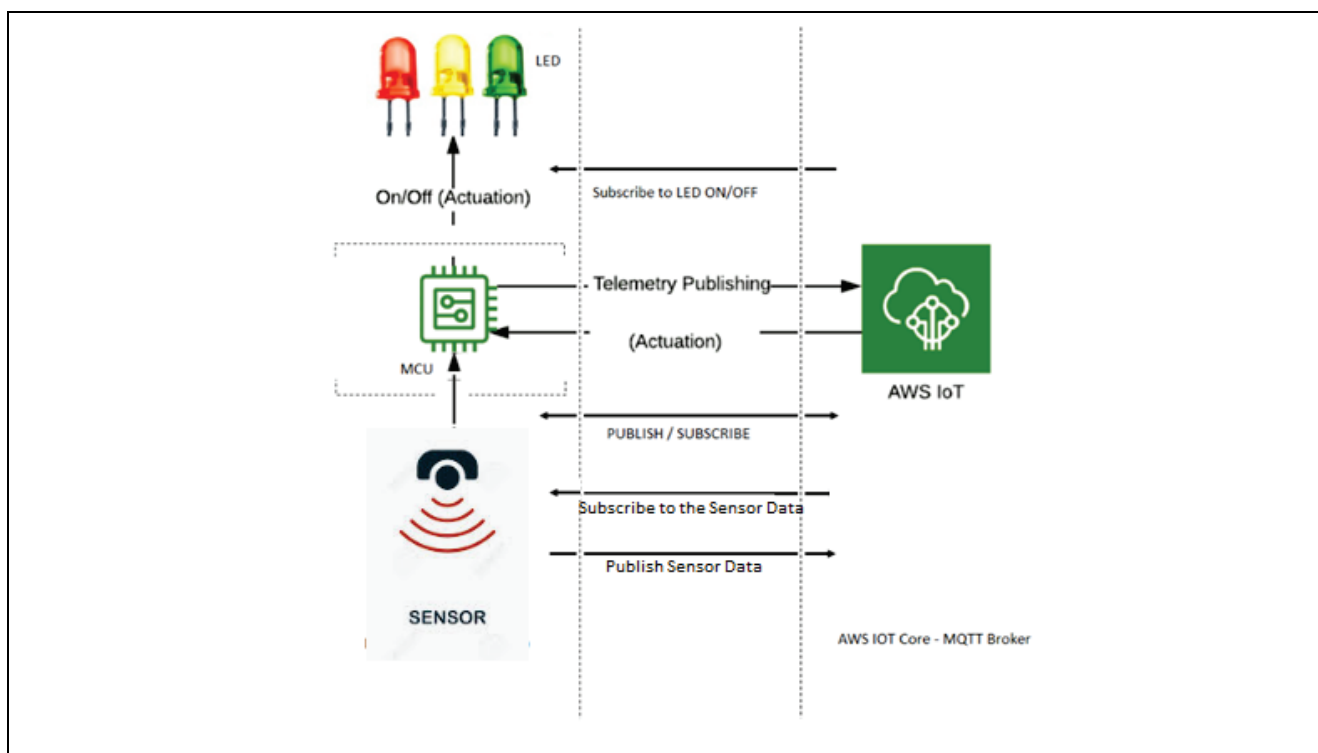 LED
On/Off (Actuation)
Subscribe to LED ON/OFF
Telemetry Publishing
(Actuation)
MCU
AWS IoT
PUBLISH / SUBSCRIBE
Subscribe to the Sensor Data
Publish Sensor Data
SENSOR
AWS IOT Core - MQTT Broker